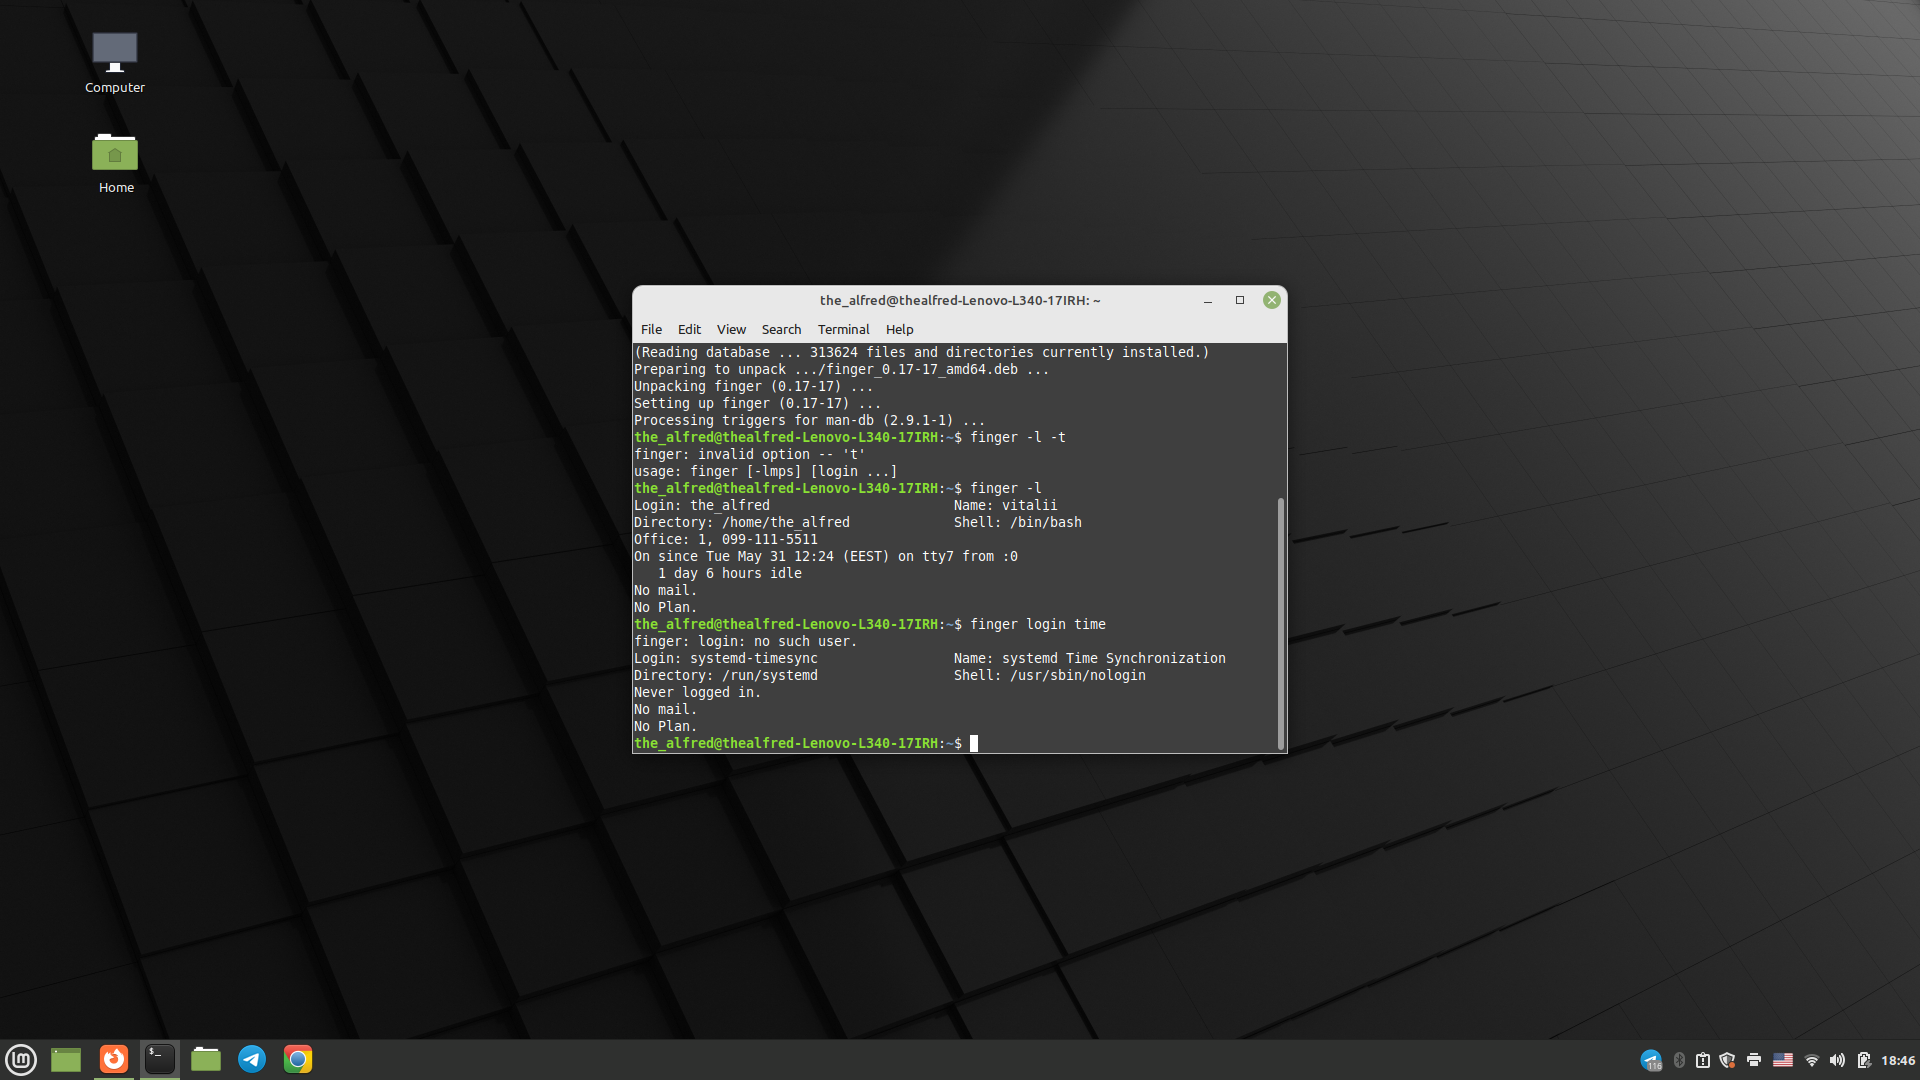 Computer
Home
the_alfred@thealfred-Lenovo-L340-17IRH: ~
File Edit View Search Terminal Help
(Reading database ... 313624 files and directories currently installed.)
Preparing to unpack .../finger_0.17-17_amd64.deb ...
Unpacking finger (0.17-17) ...
Setting up finger (0.17-17) ...
Processing triggers for man-db (2.9.1-1) ...
the_alfred@thealfred-Lenovo-L340-17IRH:~$ finger -l -t
finger: invalid option -- 't'
usage: finger [-lmps] [login ...]
the_alfred@thealfred-Lenovo-L340-17IRH:~$ finger -l
Login: the_alfred Name: vitalii
Directory: /home/the_alfred Shell: /bin/bash
Office: 1, 099-111-5511
On since Tue May 31 12:24 (EEST) on tty7 from :0
1 day 6 hours idle
No mail.
No Plan.
the_alfred@thealfred-Lenovo-L340-17IRH:~$ finger login time
finger: login: no such user.
Login: systemd-timesync Name: systemd Time Synchronization
Directory: /run/systemd Shell: /usr/sbin/nologin
Never logged in.
No mail.
No Plan.
the_alfred@thealfred-Lenovo-L340-17IRH:~$
116
18:46